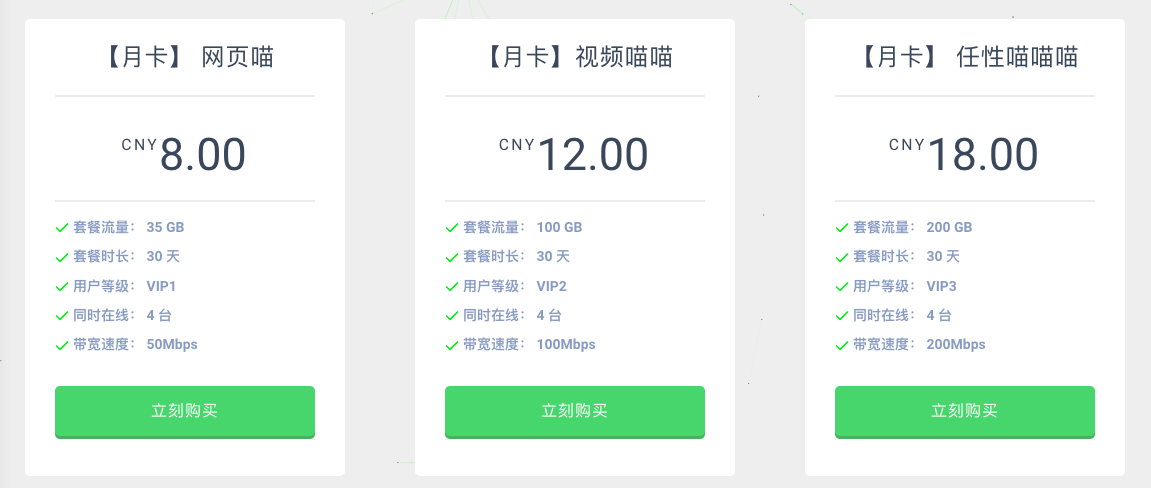 【月卡】 网页喵
CNY8.00
套餐流量： 35 GB
套餐时长： 30 天
用户等级： VIP1
同时在线： 4 台
带宽速度： 50Mbps
立刻购买
【月卡】视频喵喵
CNY12.00
套餐流量： 100 GB
套餐时长： 30 天
用户等级： VIP2
同时在线： 4 台
带宽速度： 100Mbps
立刻购买
【月卡】 任性喵喵喵
CNY18.00
套餐流量： 200 GB
套餐时长： 30 天
用户等级： VIP3
同时在线： 4 台
带宽速度： 200Mbps
立刻购买